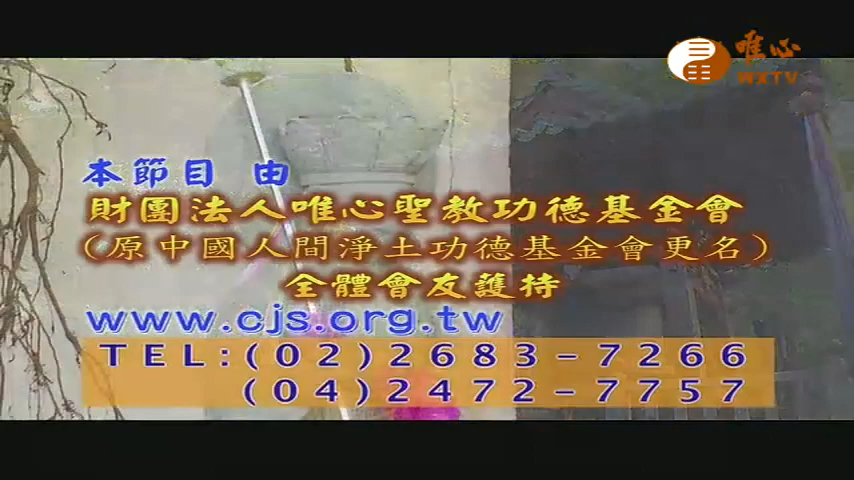 唯心
WXTV
本節目 由
財團法人唯心聖教功德基金會
(原中國人間淨土功德基金會更名)
全體會友護持
www.cjs.org.tw
TEL:(02)2683-7266
(04)2472-7757